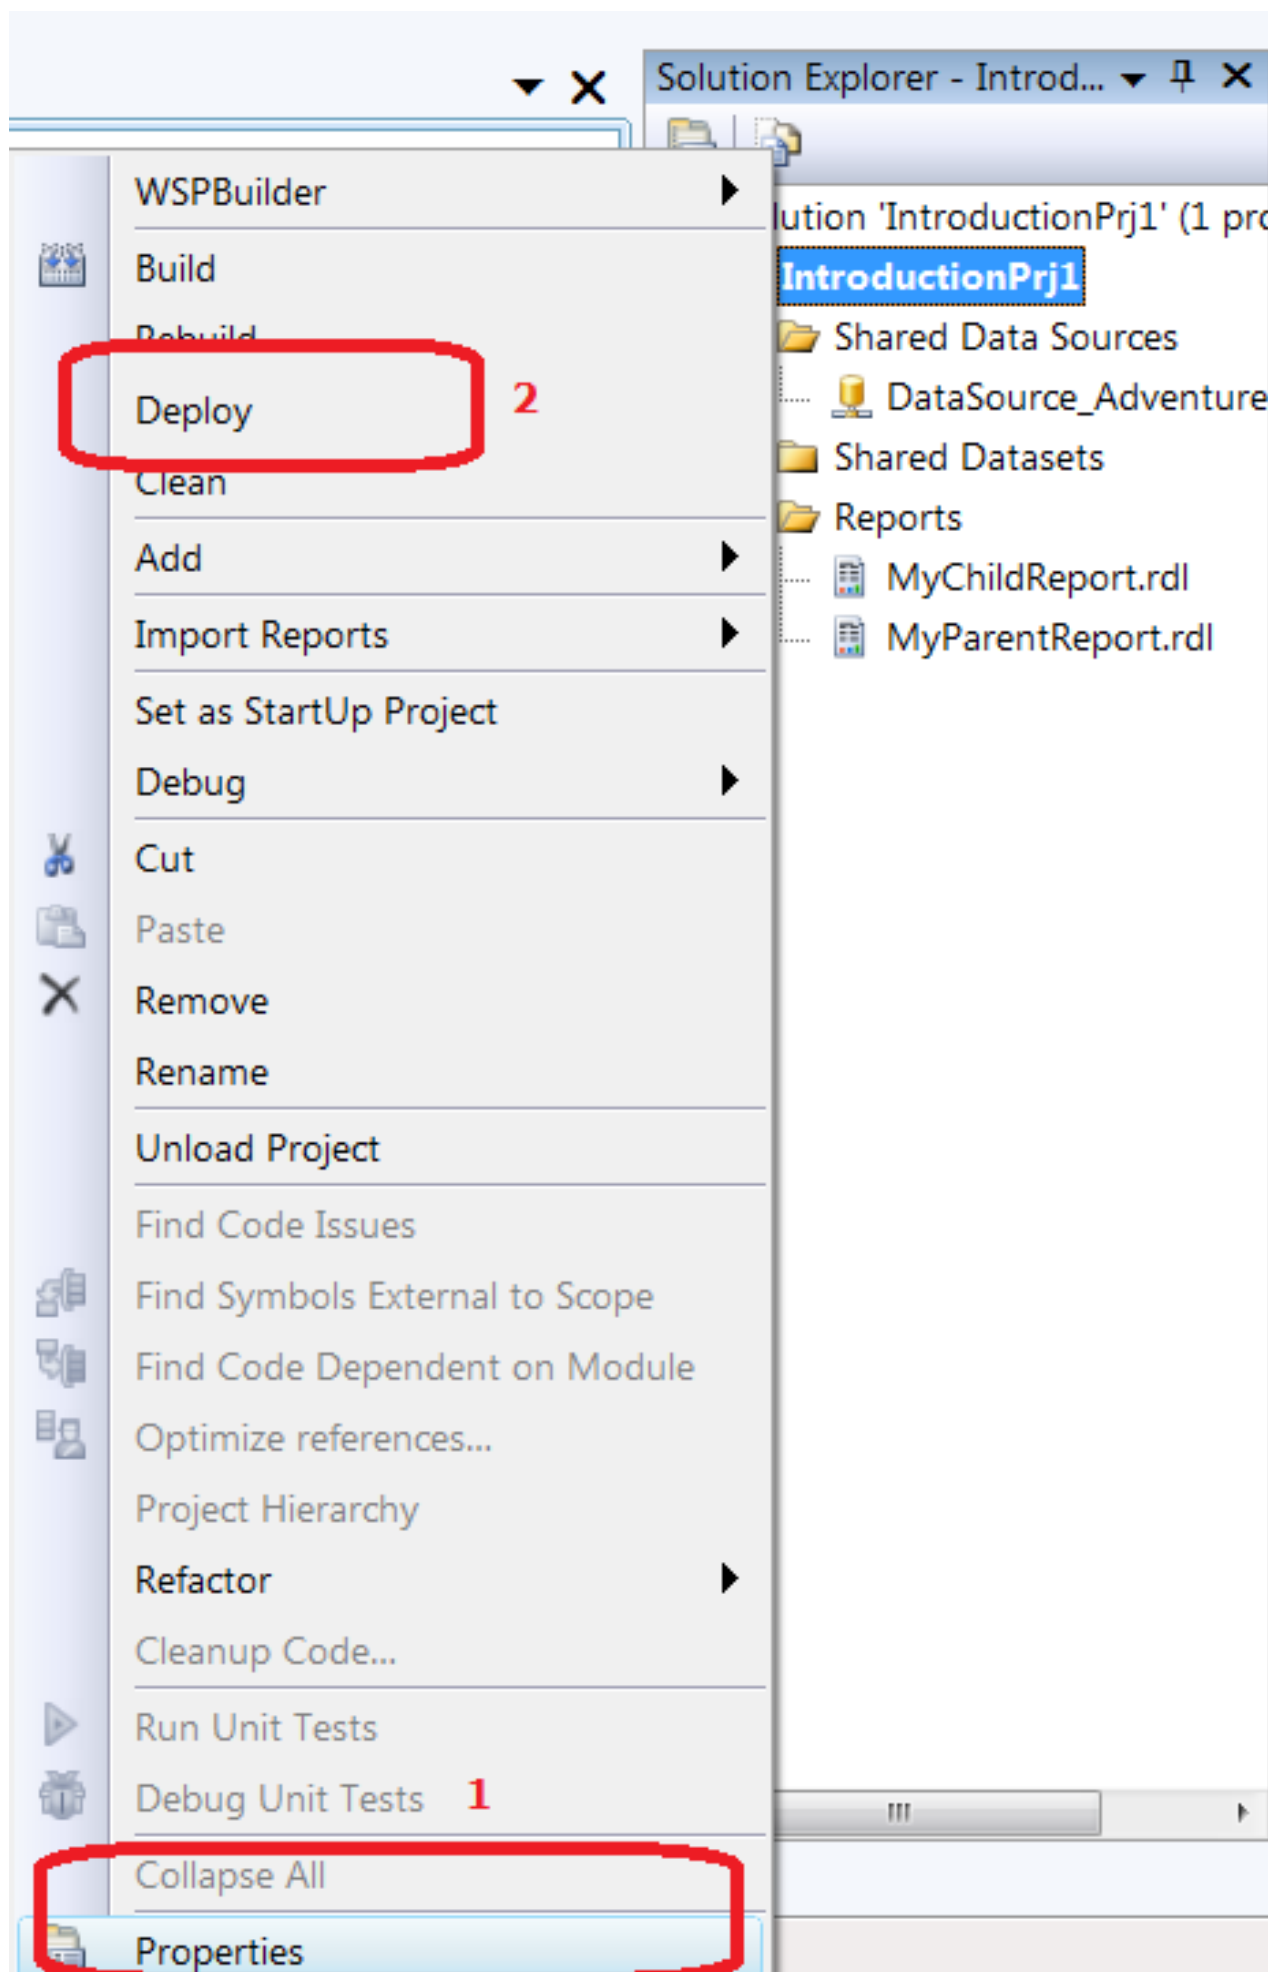 Solution Explorer - Introd...
WSPBuilder
Build
Rebuild
Deploy
2
Clean
Add
Import Reports
Set as StartUp Project
Debug
Cut
Paste
Remove
Rename
Unload Project
Find Code Issues
Find Symbols External to Scope
Find Code Dependent on Module
Optimize references...
Project Hierarchy
Refactor
Cleanup Code...
Run Unit Tests
Debug Unit Tests
1
Collapse All
Properties
lution 'IntroductionPrj1' (1 pro
IntroductionPrj1
Shared Data Sources
DataSource_Adventure
Shared Datasets
Reports
MyChildReport.rdl
MyParentReport.rdl